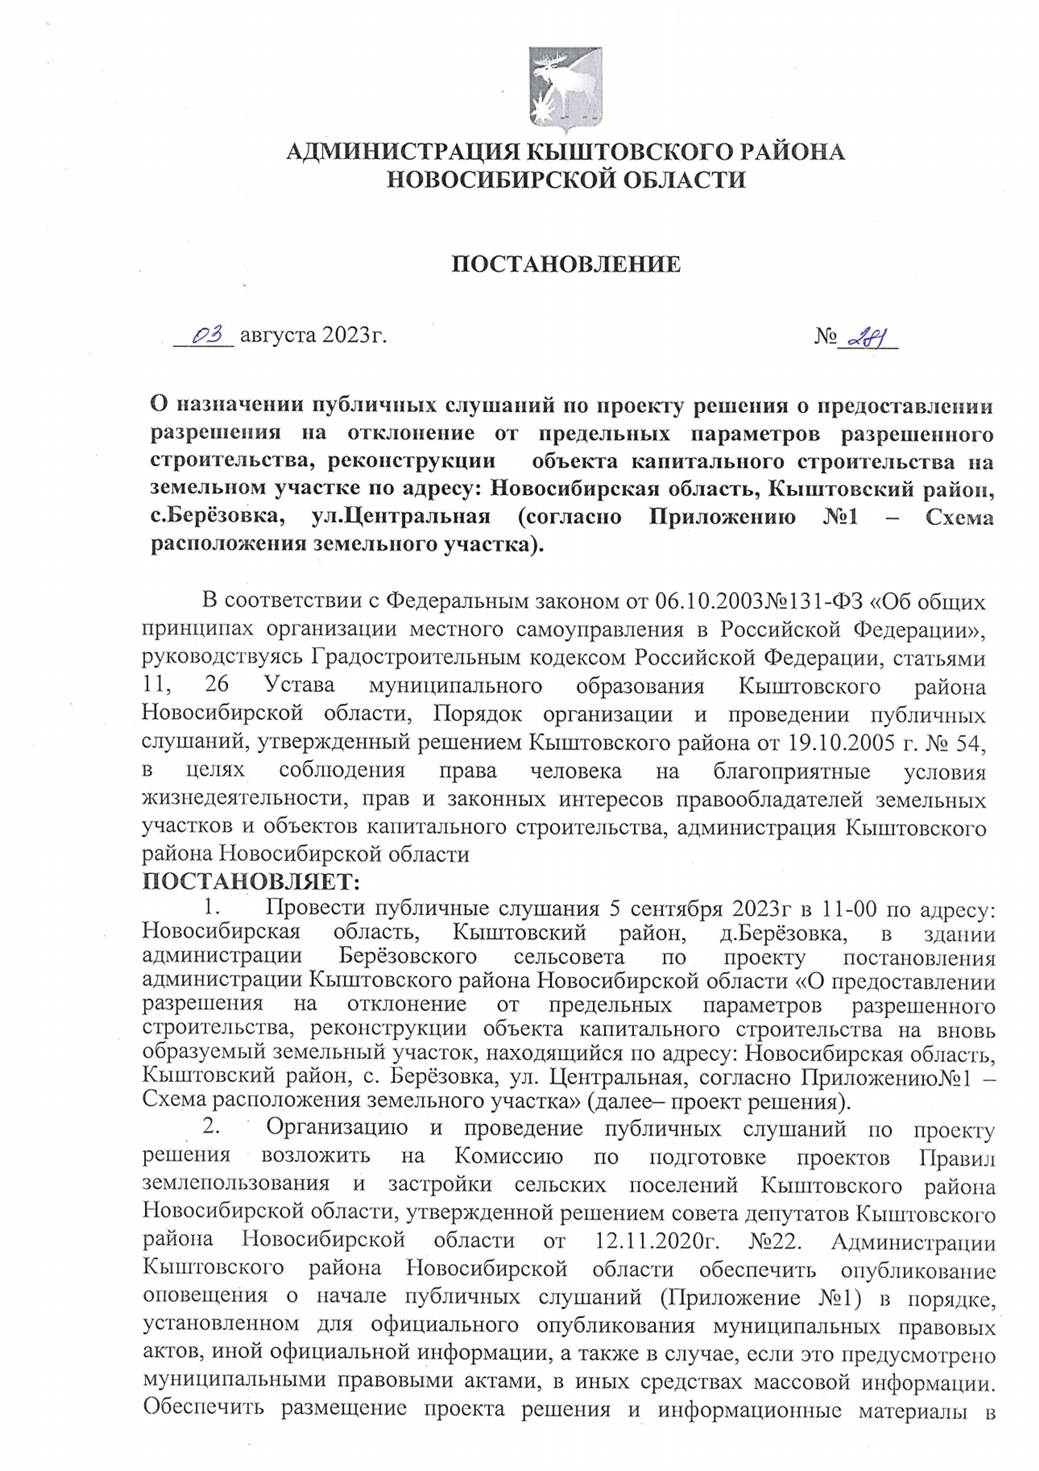 АДМИНИСТРАЦИЯ КЫШТОВСКОГО РАЙОНА
НОВОСИБИРСКОЙ ОБЛАСТИ
ПОСТАНОВЛЕНИЕ
03 августа 2023г. № 281
О назначении публичных слушаний по проекту решения о предоставлении
разрешения на отклонение от предельных параметров разрешенного
строительства, реконструкции объекта капитального строительства на
земельном участке по адресу: Новосибирская область, Кыштовский район,
с.Берёзовка, ул.Центральная (согласно Приложению №1 – Схема
расположения земельного участка).
В соответствии с Федеральным законом от 06.10.2003№131-ФЗ «Об общих
принципах организации местного самоуправления в Российской Федерации»,
руководствуясь Градостроительным кодексом Российской Федерации, статьями
11, 26 Устава муниципального образования Кыштовского района
Новосибирской области, Порядок организации и проведении публичных
слушаний, утвержденный решением Кыштовского района от 19.10.2005 г. № 54,
в целях соблюдения права человека на благоприятные условия
жизнедеятельности, прав и законных интересов правообладателей земельных
участков и объектов капитального строительства, администрация Кыштовского
района Новосибирской области
ПОСТАНОВЛЯЕТ:
1. Провести публичные слушания 5 сентября 2023г в 11-00 по адресу:
Новосибирская область, Кыштовский район, д.Берёзовка, в здании
администрации Берёзовского сельсовета по проекту постановления
администрации Кыштовского района Новосибирской области «О предоставлении
разрешения на отклонение от предельных параметров разрешенного
строительства, реконструкции объекта капитального строительства на вновь
образуемый земельный участок, находящийся по адресу: Новосибирская область,
Кыштовский район, с. Берёзовка, ул. Центральная, согласно Приложению№1 –
Схема расположения земельного участка» (далее– проект решения).
2. Организацию и проведение публичных слушаний по проекту
решения возложить на Комиссию по подготовке проектов Правил
землепользования и застройки сельских поселений Кыштовского района
Новосибирской области, утвержденной решением совета депутатов Кыштовского
района Новосибирской области от 12.11.2020г. №22. Администрации
Кыштовского района Новосибирской области обеспечить опубликование
оповещения о начале публичных слушаний (Приложение №1) в порядке,
установленном для официального опубликования муниципальных правовых
актов, иной официальной информации, а также в случае, если это предусмотрено
муниципальными правовыми актами, в иных средствах массовой информации.
Обеспечить размещение проекта решения и информационные материалы в